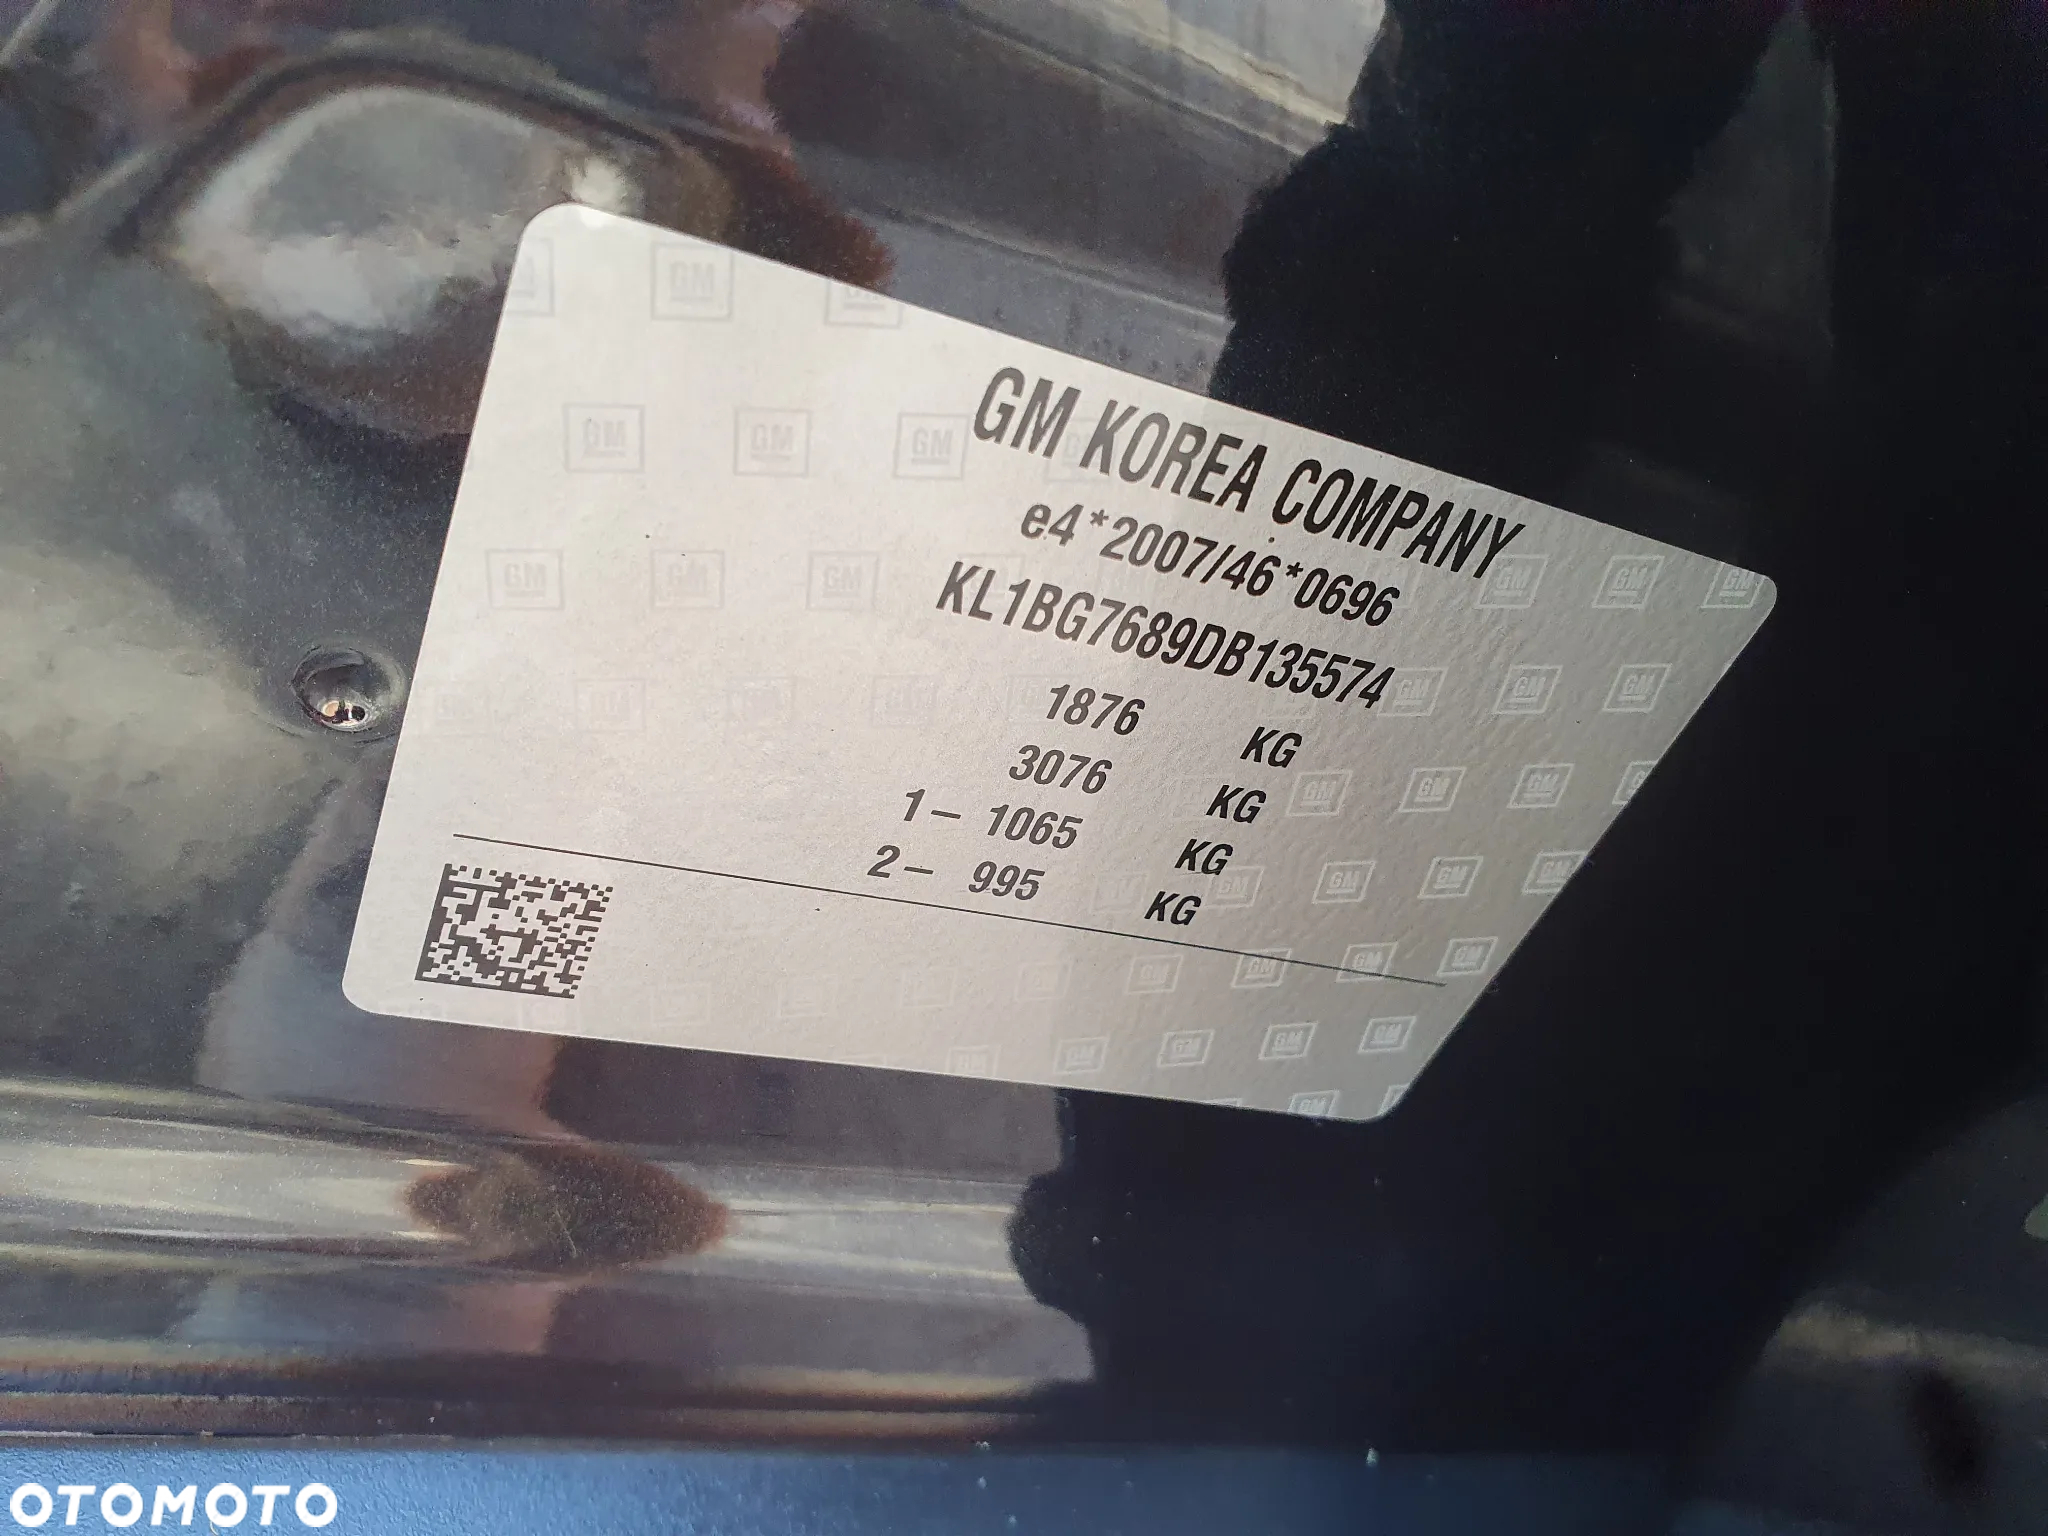 GM KOREA COMPANY
e4*2007/46*0696
KL1BG7689DB135574
1876 KG
3076 KG
1- 1065 KG
2- 995 KG
OTOMOTO